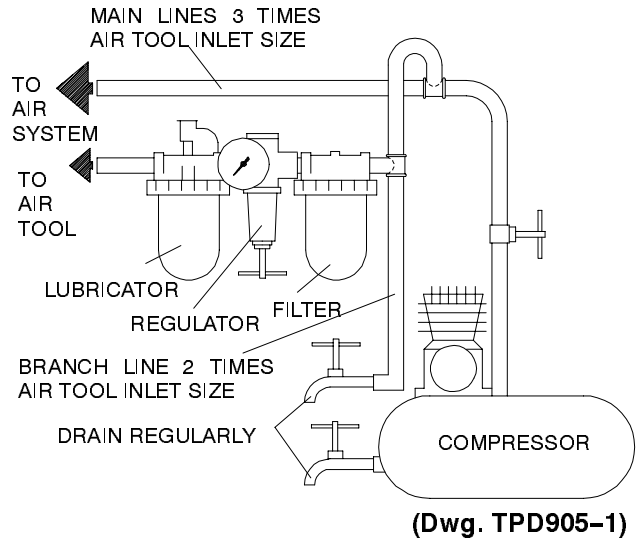 MAIN LINES 3 TIMES
AIR TOOL INLET SIZE
TO
AIR
SYSTEM
TO
AIR
TOOL
LUBRICATOR
REGULATOR
FILTER
BRANCH LINE 2 TIMES
AIR TOOL INLET SIZE
DRAIN REGULARLY
COMPRESSOR
(Dwg. TPD905−1)